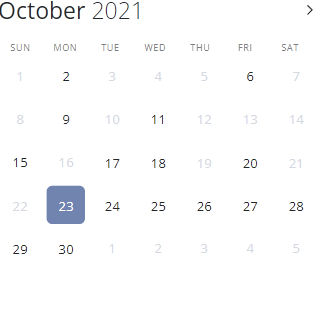 October 2021
SUN MON TUE WED THU FRI SAT
1 2 3 4 5 6 7
8 9 10 11 12 13 14
15 16 17 18 19 20 21
22 23 24 25 26 27 28
29 30 1 2 3 4 5